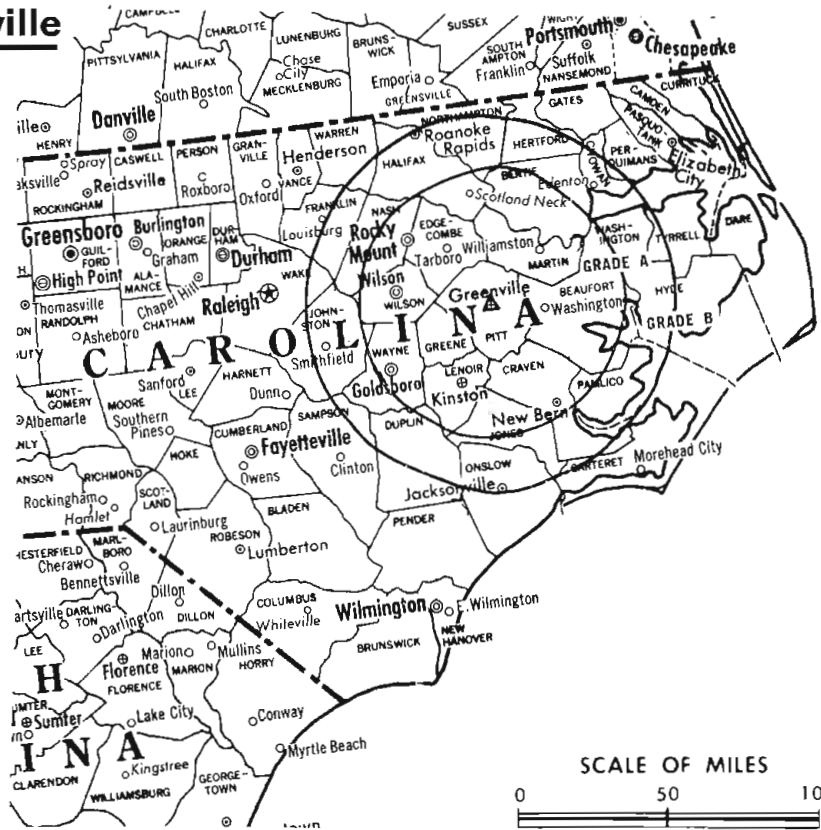 ville
CAMPBELL
CHARLOTTE
LUNENBURG
BRUNS-
WICK
SUSSEX
WIGHT
Portsmouth
Chesapeake
PITTSYLVANIA
HALIFAX
Chase
City
MECKLENBURG
Emporia
GREENSVILLE
SOUTH
AMPTON
Franklin
Suffolk
NANSEMOND
CURRITUCK
South Boston
Danville
HENRY
NORTHAMPTON
GATES
CAMDEN
PASQUO-
TANK
Spray
CASWELL
PERSON
GRAN-
VILLE
WARREN
Henderson
VANCE
Roanoke
Rapids
HALIFAX
HERTFORD
BERTIE
CHOWAN
PER-
QUIMANS
Elizabeth
City
ksville
Reidsville
ROCKINGHAM
Roxboro
Oxford
FRANKLIN
Louisburg
NASH
Scotland Neck
Edenton
Greensboro
GUIL-
FORD
Burlington
Graham
ORANGE
DUR-
HAM
Durham
WAKE
Rocky
Mount
EDGE-
COMBE
Tarboro
Williamston
MARTIN
WASH-
INGTON
TYRRELL
DARE
High Point
ALA-
MANCE
Chapel Hill
Raleigh
Wilson
WILSON
Greenville
GRADE A
BEAUFORT
Washington
HYDE
GRADE B
Thomasville
RANDOLPH
Asheboro
CHATHAM
JOHN-
STON
Smithfield
CAROLINA
WAYNE
GREENE
PITT
Goldsboro
LENOIR
Kinston
CRAVEN
PAMLICO
New Bern
JONES
MONT-
GOMERY
Albemarle
NLY
MOORE
Southern
Pines
Sanford
LEE
HARNETT
Dunn
SAMPSON
CUMBERLAND
Fayetteville
Owens
Clinton
DUPLIN
ONSLOW
Jacksonville
CARTERET
Morehead City
ANSON
RICHMOND
Rockingham
Hamlet
HOKE
SCOT-
LAND
Laurinburg
ROBESON
Lumberton
BLADEN
PENDER
HESTERFIELD
Cheraw
MARL-
BORO
Bennettsville
artsville
DARLING
TON
Darlington
Dillon
DILLON
COLUMBUS
Whiteville
Wilmington
E. Wilmington
BRUNSWICK
NEW
HANOVER
LEE
Florence
FLORENCE
Marion
MARION
Mullins
HORRY
H
Sumter
Lake City
Conway
INA
CLARENDON
Kingstree
WILLIAMSBURG
GEORGE-
TOWN
Myrtle Beach
SCALE OF MILES
0 50 10